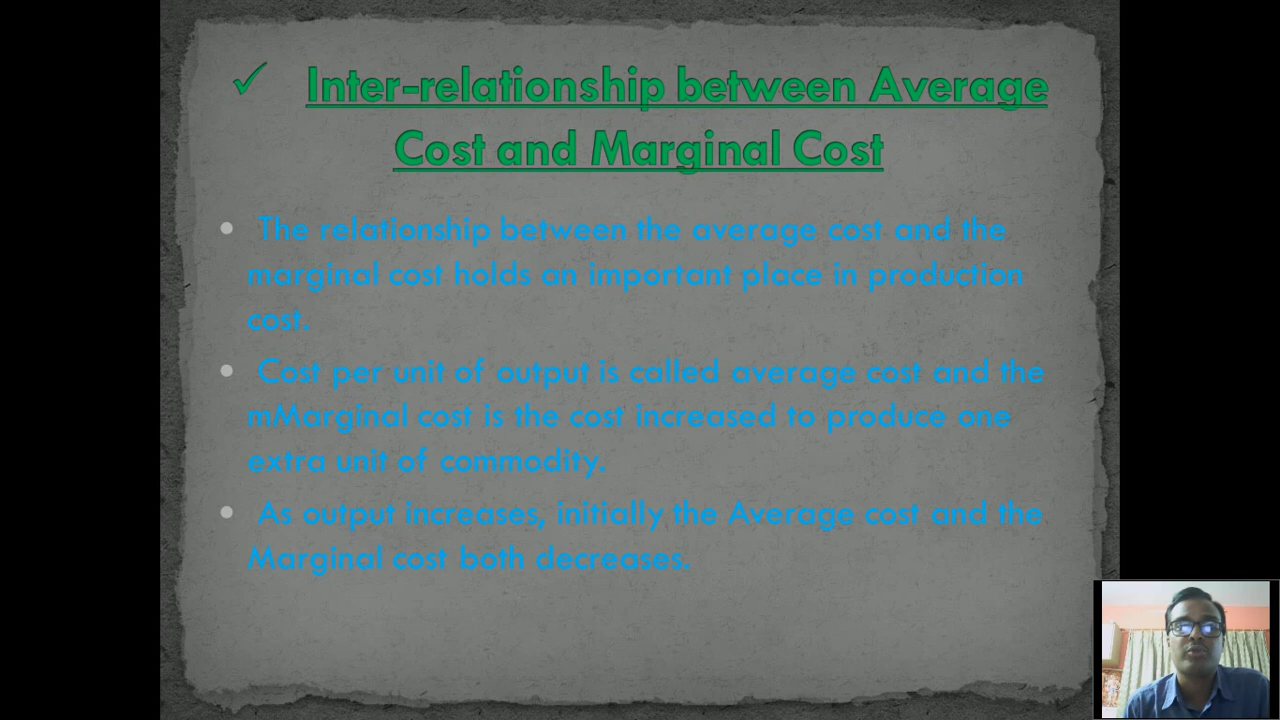 ✓ Inter-relationship between Average
Cost and Marginal Cost
• The relationship between the average cost and the
marginal cost holds an important place in production
cost.
• Cost per unit of output is called average cost and the
mMarginal cost is the cost increased to produce one
extra unit of commodity.
• As output increases, initially the Average cost and the
Marginal cost both decreases.